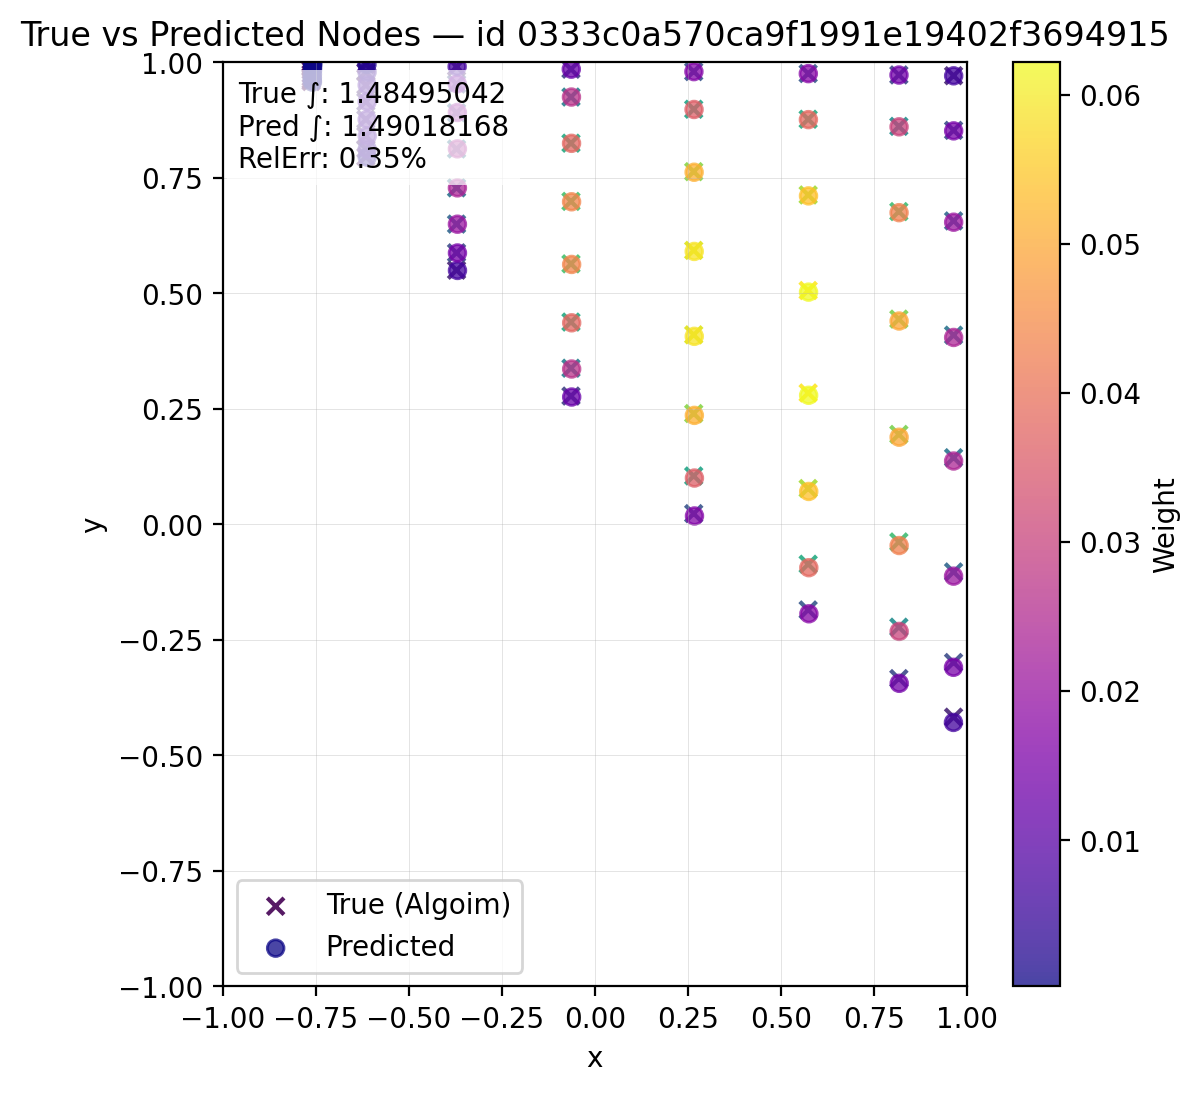 True vs Predicted Nodes — id 0333c0a570ca9f1991e19402f3694915
True ∫: 1.48495042
Pred ∫: 1.49018168
RelErr: 0.35%
1.00
0.75
0.50
0.25
0.00
−0.25
−0.50
−0.75
−1.00
y
True (Algoim)
Predicted
−1.00 −0.75 −0.50 −0.25 0.00 0.25 0.50 0.75 1.00
x
0.06
0.05
0.04
0.03
0.02
0.01
Weight